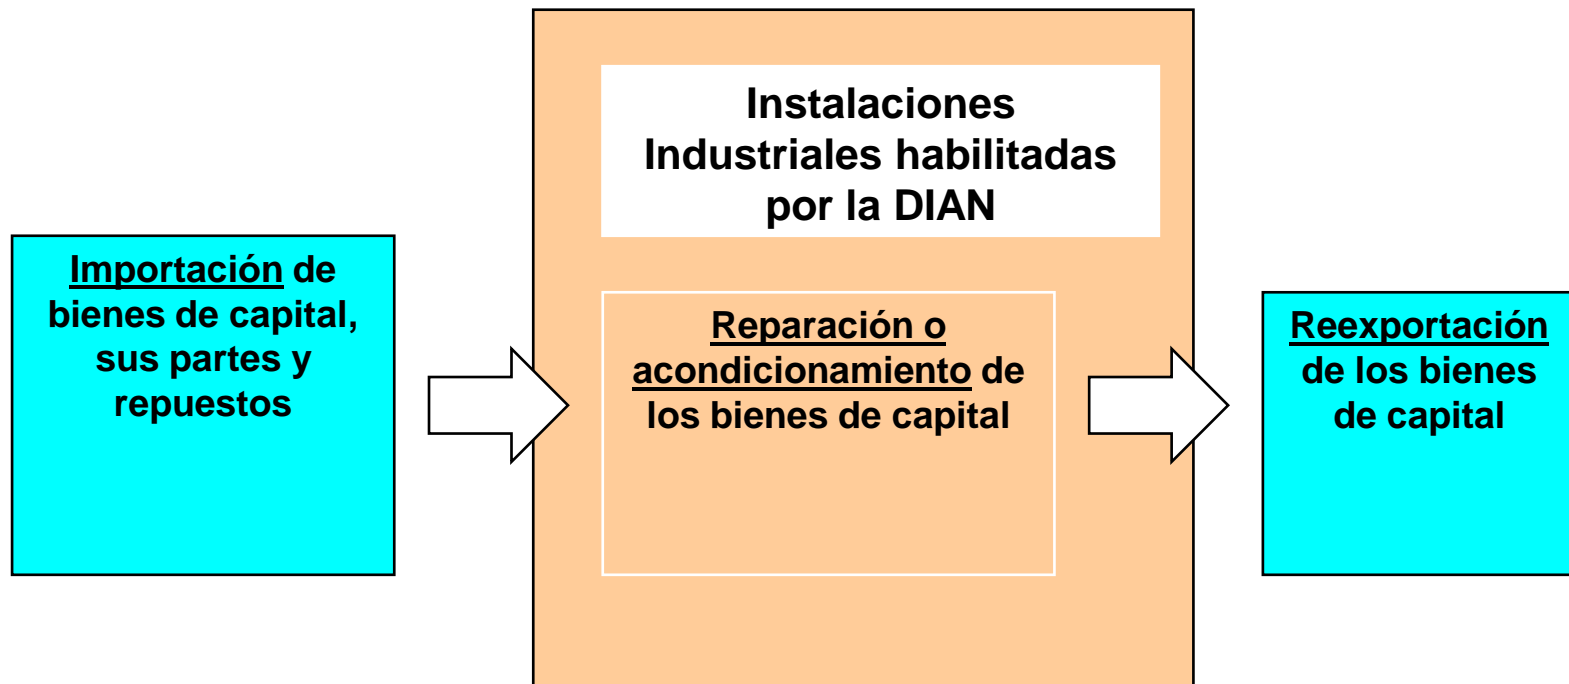 Instalaciones
Industriales habilitadas
por la DIAN
Importación de
bienes de capital,
sus partes y
repuestos
Reparación o
acondicionamiento de
los bienes de capital
Reexportación
de los bienes
de capital